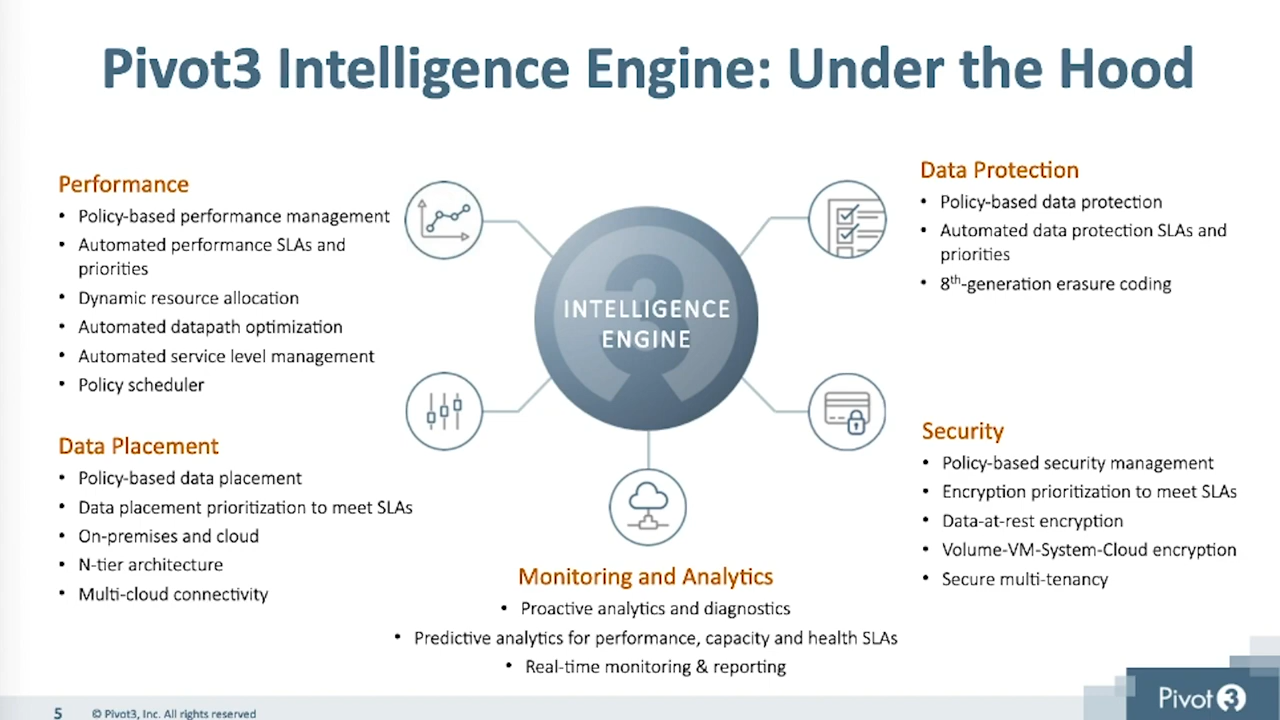 Pivot3 Intelligence Engine: Under the Hood
Performance
• Policy-based performance management
• Automated performance SLAs and
priorities
• Dynamic resource allocation
• Automated datapath optimization
• Automated service level management
• Policy scheduler
Data Placement
• Policy-based data placement
• Data placement prioritization to meet SLAs
• On-premises and cloud
• N-tier architecture
• Multi-cloud connectivity
3
INTELLIGENCE
ENGINE
Monitoring and Analytics
• Proactive analytics and diagnostics
• Predictive analytics for performance, capacity and health SLAs
• Real-time monitoring & reporting
Data Protection
• Policy-based data protection
• Automated data protection SLAs and
priorities
• 8th-generation erasure coding
Security
• Policy-based security management
• Encryption prioritization to meet SLAs
• Data-at-rest encryption
• Volume-VM-System-Cloud encryption
• Secure multi-tenancy
5 © Pivot3, Inc. All rights reserved
Pivot3